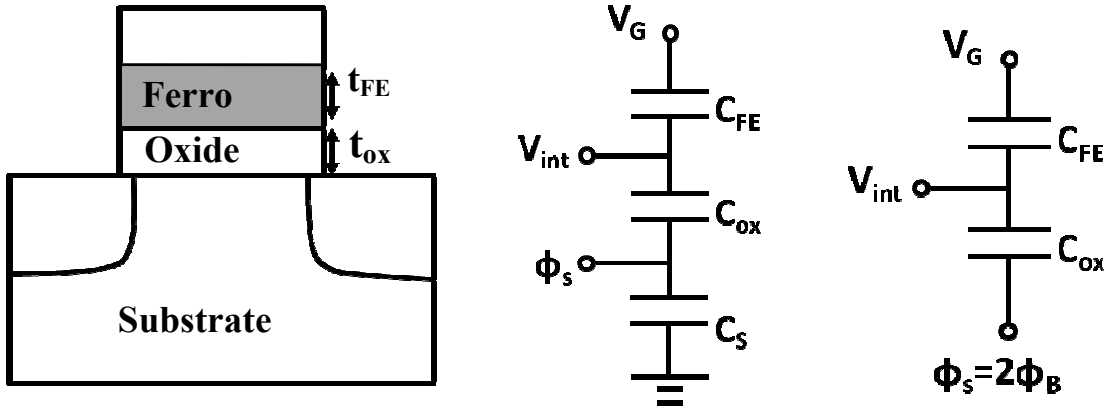 Ferro
t_FE
Oxide
t_ox
Substrate
V_G
C_FE
V_int
C_ox
ϕ_s
C_S
V_G
C_FE
V_int
C_ox
ϕ_s=2ϕ_B